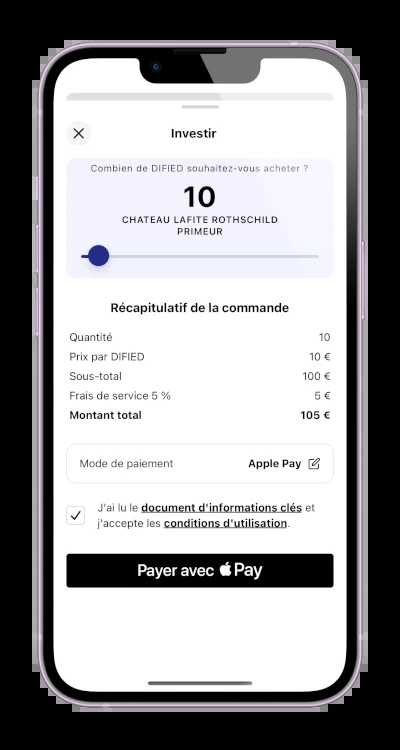 Investir
Combien de DIFIED souhaitez-vous acheter ?
10
CHATEAU LAFITE ROTHSCHILD
PRIMEUR
Récapitulatif de la commande
Quantité 10
Prix par DIFIED 10 €
Sous-total 100 €
Frais de service 5 % 5 €
Montant total 105 €
Mode de paiement Apple Pay
J'ai lu le document d'informations clés et
j'accepte les conditions d'utilisation.
Payer avec Pay